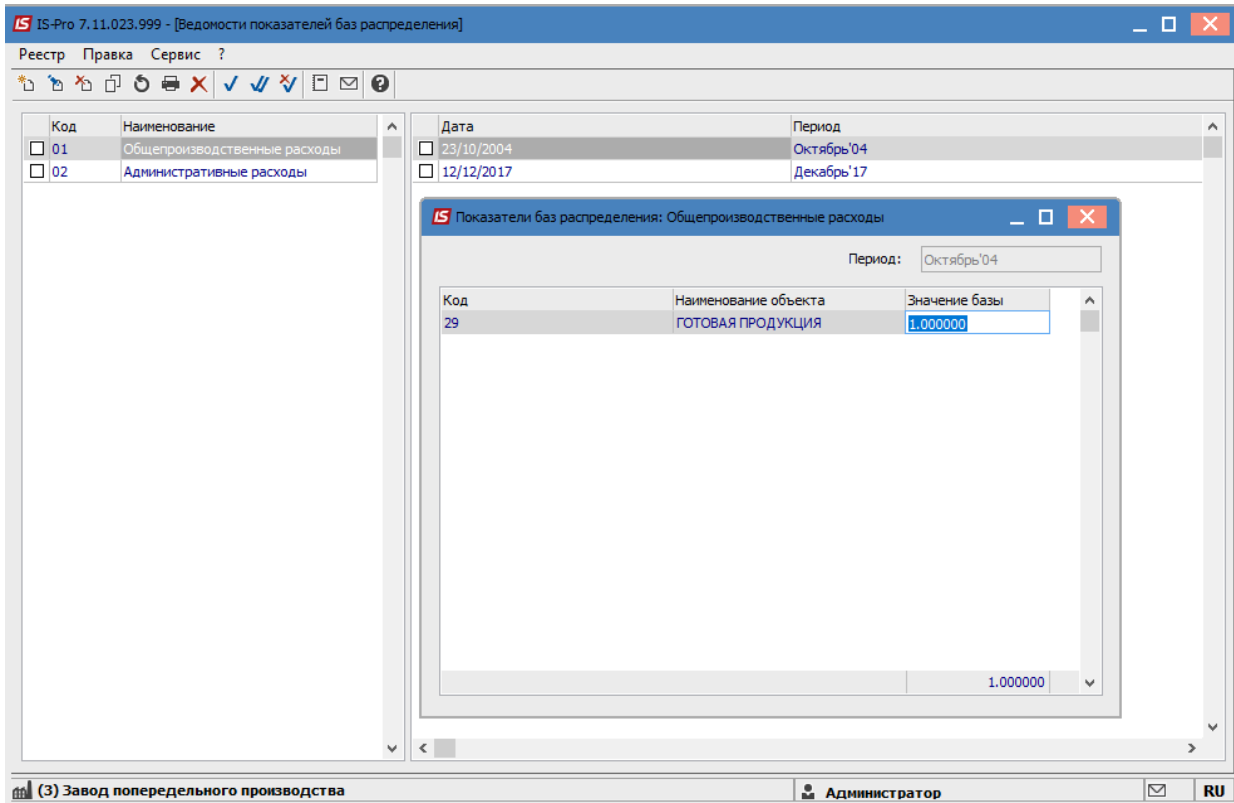 IS-Pro 7.11.023.999 - [Ведомости показателей баз распределения]
Реестр Правка Сервис ?
Код Наименование
01 Общепроизводственные расходы
02 Административные расходы
Дата Период
23/10/2004 Октябрь'04
12/12/2017 Декабрь'17
Показатели баз распределения: Общепроизводственные расходы
Период: Октябрь'04
Код Наименование объекта Значение базы
29 ГОТОВАЯ ПРОДУКЦИЯ 1.000000
1.000000
(3) Завод попередельного производства Администратор RU